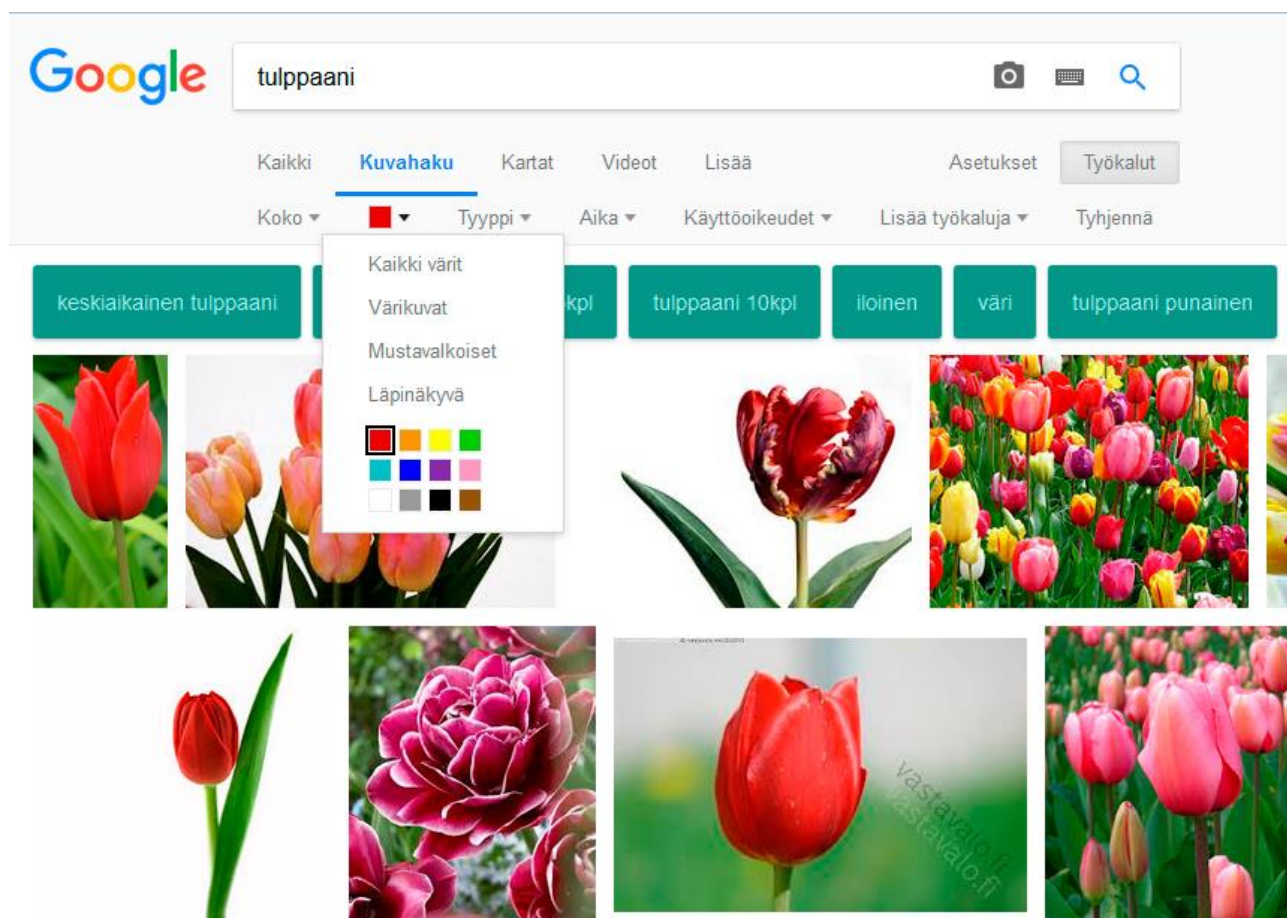 Google tulppaani
Kaikki Kuvahaku Kartat Videot Lisää Asetukset Työkalut
Koko Tyyppi Aika Käyttöoikeudet Lisää työkaluja Tyhjennä
Kaikki värit
Värikuvat
Mustavalkoiset
Läpinäkyvä
keskiaikainen tulppaani kpl tulppaani 10kpl iloinen väri tulppaani punainen
vastavalo.fi
vastavalo.fi